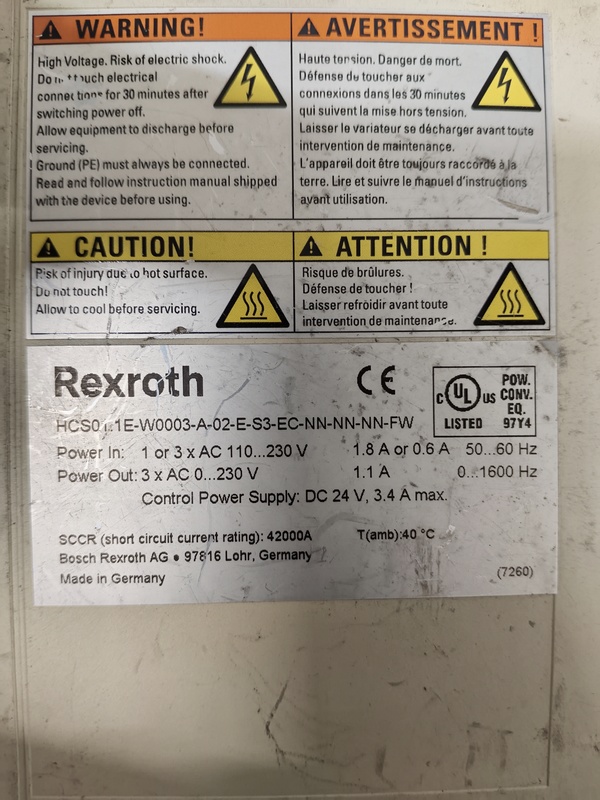 WARNING!
High Voltage. Risk of electric shock.
Do touch electrical
connections for 30 minutes after
switching power off.
Allow equipment to discharge before
servicing.
! Ground (PE) must always be connected.
Read and follow instruction manual shipped
with the device before using.
AVERTISSEMENT !
Haute tension. Danger de mort.
Défense de toucher aux
connexions dans les 30 minutes
qui suivent la mise hors tension.
Laisser le variateur se décharger avant toute
intervention de maintenance.
L'appareil doit être toujours raccordé à la
terre. Lire et suivre le manuel d'instructions
avant utilisation.
CAUTION!
Risk of injury due to hot surface.
Do not touch!
Allow to cool before servicing.
ATTENTION !
Risque de brûlures.
Défense de toucher !
Laisser refroidir avant toute
intervention de maintenance.
Rexroth
CE
C UL US
LISTED
POW.
CONV.
EQ.
97Y4
HCS01.1E-W0003-A-02-E-S3-EC-NN-NN-NN-FW
Power In: 1 or 3 x AC 110...230 V 1.8 A or 0.6 A 50...60 Hz
Power Out: 3 x AC 0...230 V 1.1 A 0...1600 Hz
Control Power Supply: DC 24 V, 3.4 A max.
SCCR (short circuit current rating): 42000A T(amb):40 °C
Bosch Rexroth AG • 97816 Lohr, Germany
Made in Germany
(7260)